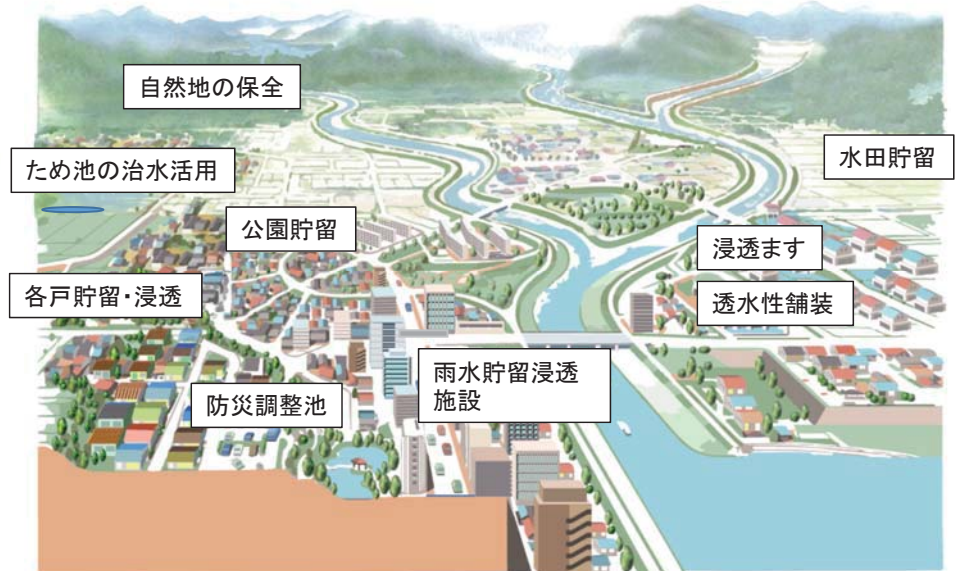 自然地の保全
ため池の治水活用
水田貯留
公園貯留
浸透ます
各戸貯留・浸透
透水性舗装
雨水貯留浸透
施設
防災調整池